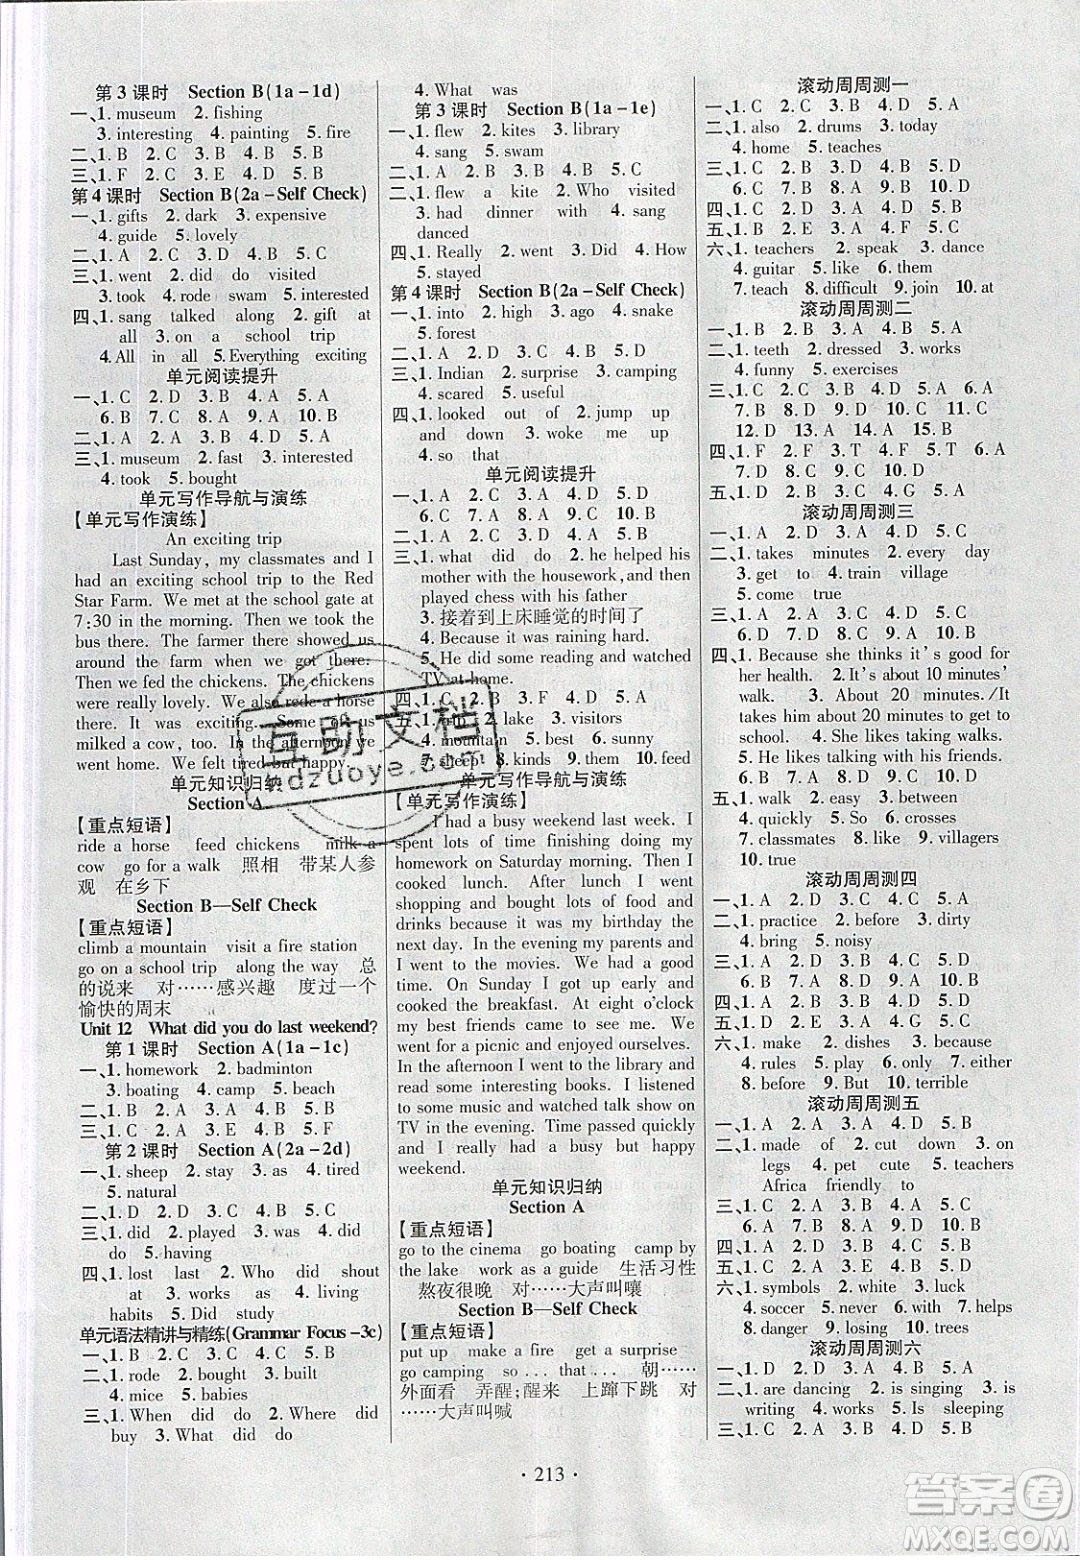 第 3 课时 Section B(1a－1d)
一、1. museum 2. fishing
3. interesting 4. painting 5. fire
二、1. B 2. C 3. A 4. B 5. B
三、1. F 2. C 3. E 4. D 5. A
第 4 课时 Section B(2a－Self Check)
一、1. gifts 2. dark 3. expensive
4. guide 5. lovely
二、1. A 2. A 3. C 4. B 5. C
三、1. went 2. did do visited
3. took 4. rode swam 5. interested
四、1. sang talked along 2. gift at
all 3. on a school trip
4. All in all 5. Everything exciting
单元阅读提升
一、1. C 2. D 3. B 4. A 5. D
6. B 7. C 8. A 9. A 10. B
二、1. A 2. C 3. D 4. B 5. B
三、1. museum 2. fast 3. interested
4. took 5. bought
单元写作导航与演练
【单元写作演练】
An exciting trip
Last Sunday, my classmates and I
had an exciting school trip to the Red
Star Farm. We met at the school gate at
7:30 in the morning. Then we took the
bus there. The farmer there showed us
around the farm when we got there.
Then we fed the chickens. The chickens
were really lovely. Some of us rode a horse
there. It was exciting. Some of us
milked a cow, too. In the afternoon we
went home. We felt tired but happy.
单元知识归纳
Section A
【重点短语】
ride a horse feed chickens milk a
cow go for a walk 照相 带某人参
观 在乡下
Section B—Self Check
【重点短语】
climb a mountain visit a fire station
go on a school trip along the way 总
的说来 对……感兴趣 度过一个
愉快的周末
Unit 12 What did you do last weekend?
第 1 课时 Section A(1a－1c)
一、1. homework 2. badminton
3. boating 4. camp 5. beach
二、1. B 2. A 3. A 4. B 5. D
三、1. C 2. A 3. E 4. B 5. F
第 2 课时 Section A(2a－2d)
一、1. sheep 2. stay 3. as 4. tired
5. natural
二、1. D 2. D 3. B 4. C 5. C
三、1. did 2. played 3. was 4. did
do 5. having
四、1. lost last 2. Who did shout
at 3. works as 4. living
habits 5. Did study
单元语法精讲与精练(Grammar Focus－3c)
一、1. B 2. C 3. A 4. C 5. B
二、1. rode 2. bought 3. built
4. mice 5. babies
三、1. When did do 2. Where did
buy 3. What did do
4. What was
第 3 课时 Section B(1a－1e)
一、1. flew 2. kites 3. library
4. sang 5. swam
二、1. A 2. D 3. B 4. B 5. C
三、1. flew a kite 2. Who visited
3. had dinner with 4. sang
danced
四、1. Really 2. went 3. Did 4. How
5. stayed
第 4 课时 Section B(2a－Self Check)
一、1. into 2. high 3. ago 4. snake
5. forest
二、1. C 2. D 3. C 4. A 5. B
三、1. Indian 2. surprise 3. camping
4. scared 5. useful
四、1. looked out of 2. jump up
and down 3. woke me up
4. so that
单元阅读提升
一、1. C 2. C 3. A 4. A 5. D
6. C 7. A 8. C 9. D 10. B
二、1. B 2. C 3. B 4. D 5. A
三、1. what did do 2. he helped his
mother with the housework, and then
played chess with his father
3. 接着到上床睡觉的时间了
4. Because it was raining hard.
5. He did some reading and watched
TV at home.
四、1. C 2. B 3. F 4. A 5. D
五、1. into 2. lake 3. visitors
4. mountain 5. but 6. sunny
7. sleep 8. kinds 9. in 10. feed
单元写作导航与演练
【单元写作演练】
I had a busy weekend last week. I
spent lots of time finishing doing my
homework on Saturday morning. Then I
cooked lunch. After lunch, I went
shopping and bought lots of food and
drinks because it was my birthday the
next day. In the evening my parents and
I went to the movies. We had a good
time. On Sunday I got up early and
cooked the breakfast. At eight o'clock
my best friends came to see me. We
went for a picnic and enjoyed ourselves.
In the afternoon I went to the library and
read some interesting books. I listened
to some music and watched talk show on
TV in the evening. Time passed quickly
and I really had a busy but happy
weekend.
单元知识归纳
Section A
【重点短语】
go to the cinema go boating camp by
the lake work as a guide 生活习性
熬夜很晚 对……大声叫嚷
Section B—Self Check
【重点短语】
put up make a fire get a surprise
go camping so . . . that . . . 朝……
外面看 弄醒;醒来 上蹿下跳 对
……大声叫喊
滚动周周测一
一、1. C 2. C 3. B 4. D 5. A
二、1. also 2. drums 3. today
4. home 5. teaches
三、1. B 2. D 3. C 4. C 5. D
6. C 7. B 8. A 9. A 10. D
四、1. D 2. C 3. A 4. D 5. B
五、1. B 2. E 3. A 4. G 5. C
六、1. teachers 2. speak 3. dance
4. guitar 5. like 6. them
7. teach 8. difficult 9. join 10. at
滚动周周测二
一、1. B 2. B 3. A 4. D 5. C
二、1. teeth 2. dressed 3. works
4. funny 5. exercises
三、1. B 2. D 3. C 4. A 5. D 6. A
7. B 8. B 9. A 10. C 11. C
12. D 13. A 14. A 15. B
四、1. F 2. T 3. F 4. F 5. T 6. F
7. B 8. B 9. D 10. A
五、1. D 2. B 3. C 4. G 5. A
滚动周周测三
一、1. C 2. D 3. B 4. D 5. A
二、1. takes minutes 2. every day
3. get to 4. train village
5. come true
三、1. C 2. C 3. D 4. A 5. B
6. D 7. C 8. B 9. B 10. C
四、1. Because she thinks it's good for
her health. 2. About 10 minutes'
walk. 3. About 20 minutes. /It
takes him about 20 minutes to get to
school. 4. She likes taking walks.
5. He likes talking with his friends.
五、1. walk 2. easy 3. between
4. quickly 5. So 6. crosses
7. classmates 8. like 9. villagers
10. true
滚动周周测四
一、1. A 2. C 3. B 4. C 5. A
二、1. practice 2. before 3. dirty
4. bring 5. noisy
三、1. A 2. D 3. C 4. B 5. A
6. A 7. D 8. C 9. B 10. D
四、1. C 2. D 3. A 4. A 5. B
五、1. D 2. G 3. C 4. B 5. A
六、1. make 2. dishes 3. because
4. rules 5. play 6. only 7. either
8. before 9. But 10. terrible
滚动周周测五
一、1. C 2. A 3. B 4. D 5. B
二、1. made of 2. cut down 3. on
legs 4. pet cute 5. teachers
Africa friendly to
三、1. C 2. A 3. D 4. B 5. C
6. A 7. D 8. B 9. A 10. D
四、1. A 2. C 3. D 4. B 5. B
五、1. C 2. A 3. D 4. G 5. B
六、1. symbols 2. white 3. luck
4. soccer 5. never 6. with 7. helps
8. danger 9. losing 10. trees
滚动周周测六
一、1. D 2. D 3. A 4. B 5. C
二、1. are dancing 2. is singing 3. is
writing 4. works 5. Is sleeping
三、1. B 2. A 3. C 4. D 5. A
· 213 ·
互助文档
hdzuoye.com
答案卷
MXQE.COM